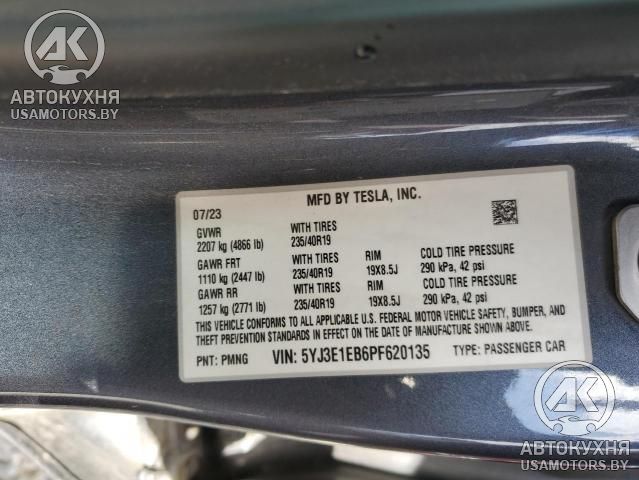 АК
АВТОКУХНЯ
USAMOTORS.BY
MFD BY TESLA, INC.
07/23
GVWR WITH TIRES
2207 kg (4866 lb) 235/40R19
GAWR FRT WITH TIRES RIM COLD TIRE PRESSURE
1110 kg (2447 lb) 235/40R19 19X8.5J 290 kPa, 42 psi
GAWR RR WITH TIRES RIM COLD TIRE PRESSURE
1257 kg (2771 lb) 235/40R19 19X8.5J 290 kPa, 42 psi
THIS VEHICLE CONFORMS TO ALL APPLICABLE U.S. FEDERAL MOTOR VEHICLE SAFETY, BUMPER, AND
THEFT PREVENTION STANDARDS IN EFFECT ON THE DATE OF MANUFACTURE SHOWN ABOVE.
PNT: PMNG VIN: 5YJ3E1EB6PF620135 TYPE: PASSENGER CAR
АК
АВТОКУХНЯ
USAMOTORS.BY